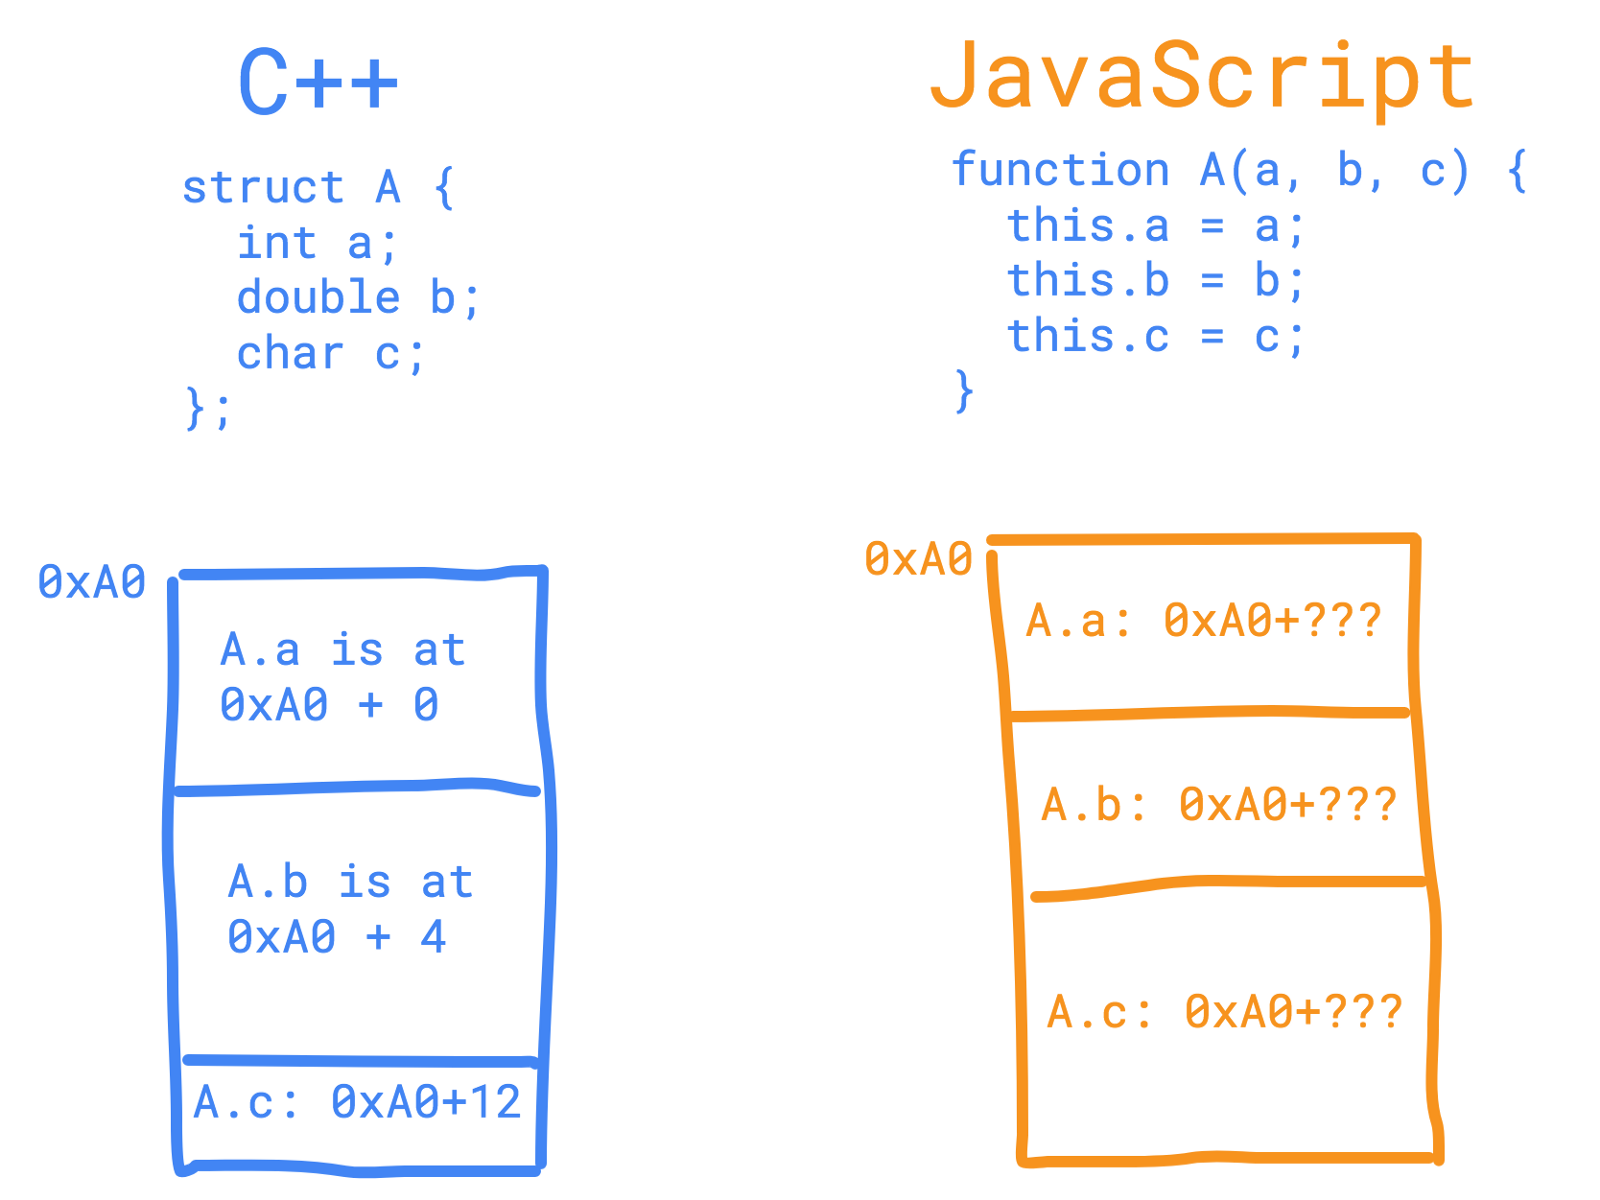 C++
struct A {
  int a;
  double b;
  char c;
};
0xA0
A.a is at
0xA0 + 0
A.b is at
0xA0 + 4
A.c: 0xA0+12
JavaScript
function A(a, b, c) {
  this.a = a;
  this.b = b;
  this.c = c;
}
0xA0
A.a: 0xA0+???
A.b: 0xA0+???
A.c: 0xA0+???